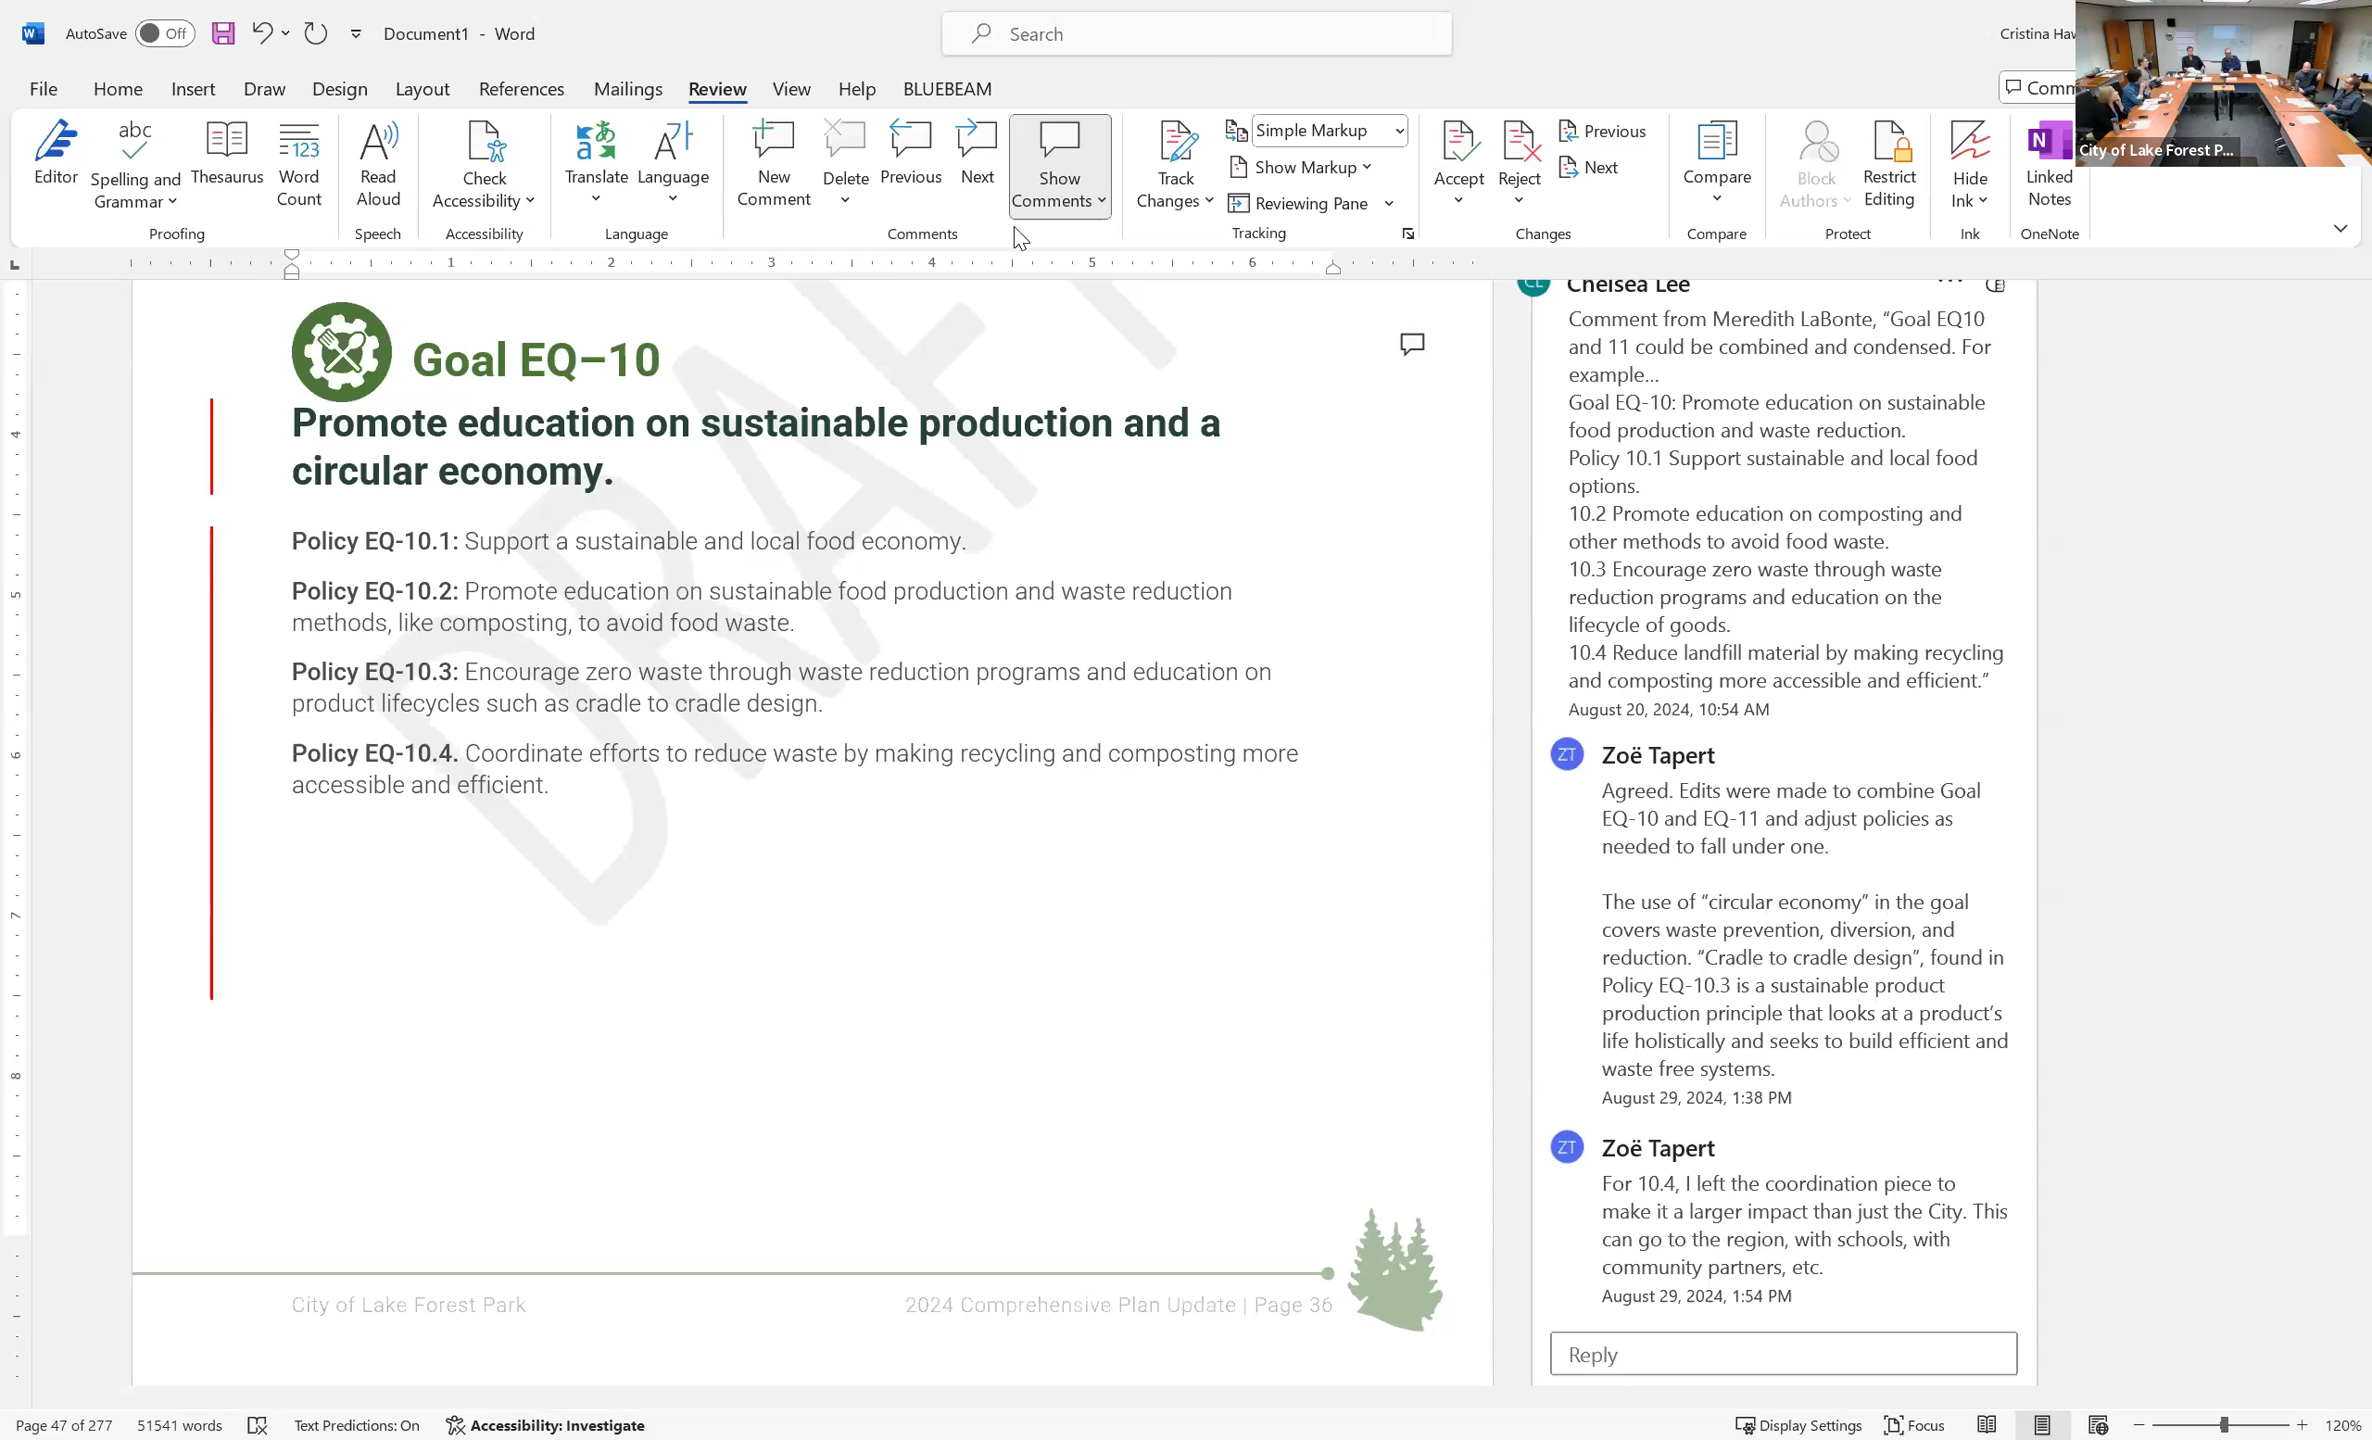 AutoSave Off Document1 - Word Search Cristina
File Home Insert Draw Design Layout References Mailings Review View Help BLUEBEAM
Editor
Spelling and
Grammar
Thesaurus
Word
Count
Proofing
Read
Aloud
Speech
Check
Accessibility
Accessibility
Translate
Language
Language
New
Comment
Delete
Previous
Next
Show
Comments
Comments
Track
Changes
Simple Markup
Show Markup
Reviewing Pane
Tracking
Accept
Reject
Previous
Next
Changes
Compare
Compare
Block
Authors
Restrict
Editing
Protect
Hide
Ink
Ink
Linked
Notes
OneNote
City of Lake Forest P...
1 2 3 4 5 6
4
5
6
7
8
DRAFT
Goal EQ–10
Promote education on sustainable production and a
circular economy.
Policy EQ-10.1: Support a sustainable and local food economy.
Policy EQ-10.2: Promote education on sustainable food production and waste reduction
methods, like composting, to avoid food waste.
Policy EQ-10.3: Encourage zero waste through waste reduction programs and education on
product lifecycles such as cradle to cradle design.
Policy EQ-10.4. Coordinate efforts to reduce waste by making recycling and composting more
accessible and efficient.
City of Lake Forest Park
2024 Comprehensive Plan Update | Page 36
CL Chelsea Lee
Comment from Meredith LaBonte, “Goal EQ10
and 11 could be combined and condensed. For
example...
Goal EQ-10: Promote education on sustainable
food production and waste reduction.
Policy 10.1 Support sustainable and local food
options.
10.2 Promote education on composting and
other methods to avoid food waste.
10.3 Encourage zero waste through waste
reduction programs and education on the
lifecycle of goods.
10.4 Reduce landfill material by making recycling
and composting more accessible and efficient.”
August 20, 2024, 10:54 AM
ZT Zoë Tapert
Agreed. Edits were made to combine Goal
EQ-10 and EQ-11 and adjust policies as
needed to fall under one.
The use of “circular economy” in the goal
covers waste prevention, diversion, and
reduction. “Cradle to cradle design”, found in
Policy EQ-10.3 is a sustainable product
production principle that looks at a product’s
life holistically and seeks to build efficient and
waste free systems.
August 29, 2024, 1:38 PM
ZT Zoë Tapert
For 10.4, I left the coordination piece to
make it a larger impact than just the City. This
can go to the region, with schools, with
community partners, etc.
August 29, 2024, 1:54 PM
Reply
Page 47 of 277 51541 words Text Predictions: On Accessibility: Investigate Display Settings Focus 120%